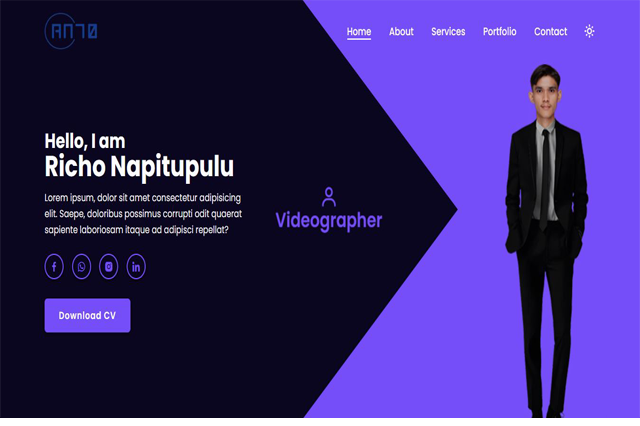 AN70
Home About Services Portfolio Contact
Hello, I am
Richo Napitupulu
Lorem ipsum, dolor sit amet consectetur adipisicing
elit. Saepe, doloribus possimus corrupti odit quaerat
sapiente laboriosam itaque ad adipisci repellat?
Videographer
Download CV